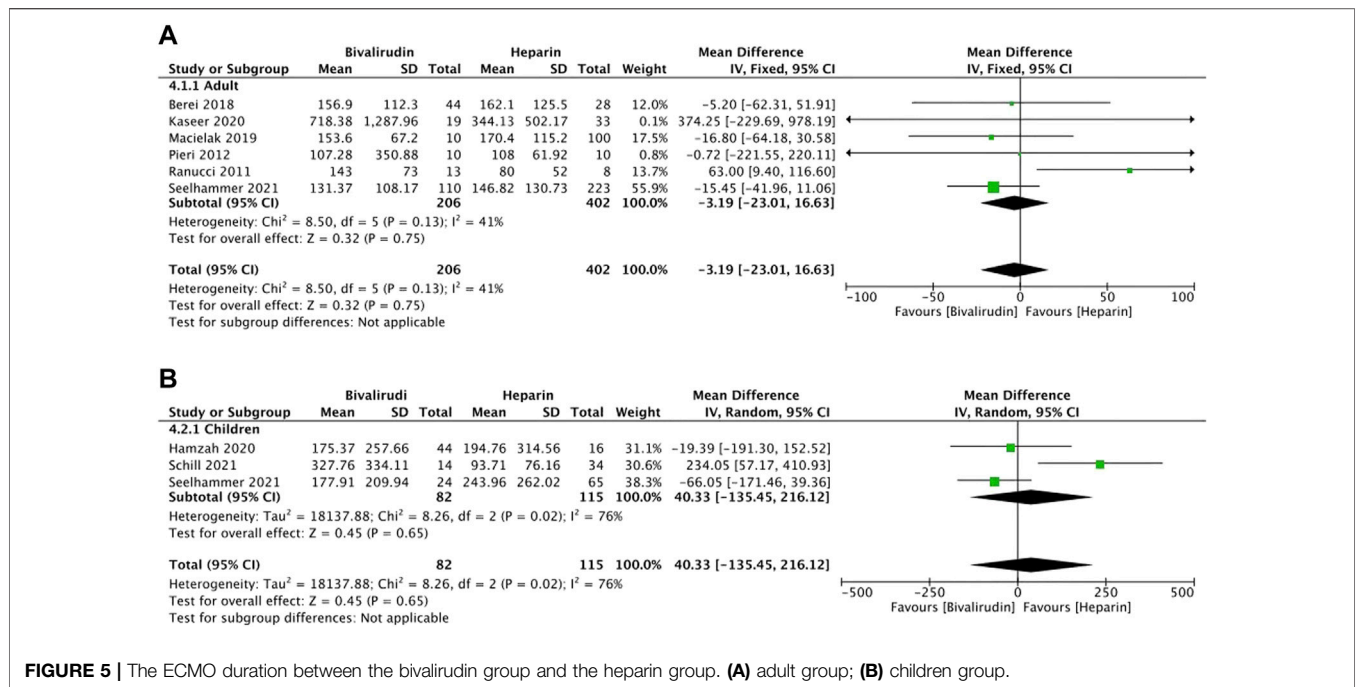 A
Bivalirudin Heparin Mean Difference Mean Difference
Study or Subgroup Mean SD Total Mean SD Total Weight IV, Fixed, 95% CI IV, Fixed, 95% CI
4.1.1 Adult
Berei 2018 156.9 112.3 44 162.1 125.5 28 12.0% −5.20 [−62.31, 51.91]
Kaseer 2020 718.38 1,287.96 19 344.13 502.17 33 0.1% 374.25 [−229.69, 978.19]
Macielak 2019 153.6 67.2 10 170.4 115.2 100 17.5% −16.80 [−64.18, 30.58]
Pieri 2012 107.28 350.88 10 108 61.92 10 0.8% −0.72 [−221.55, 220.11]
Ranucci 2011 143 73 13 80 52 8 13.7% 63.00 [9.40, 116.60]
Seelhammer 2021 131.37 108.17 110 146.82 130.73 223 55.9% −15.45 [−41.96, 11.06]
Subtotal (95% CI) 206 402 100.0% −3.19 [−23.01, 16.63]
Heterogeneity: Chi² = 8.50, df = 5 (P = 0.13); I² = 41%
Test for overall effect: Z = 0.32 (P = 0.75)
Total (95% CI) 206 402 100.0% −3.19 [−23.01, 16.63]
Heterogeneity: Chi² = 8.50, df = 5 (P = 0.13); I² = 41%
Test for overall effect: Z = 0.32 (P = 0.75)
Test for subgroup differences: Not applicable
−100 −50 0 50 100
Favours [Bivalirudin] Favours [Heparin]
B
Bivalirudi Heparin Mean Difference Mean Difference
Study or Subgroup Mean SD Total Mean SD Total Weight IV, Random, 95% CI IV, Random, 95% CI
4.2.1 Children
Hamzah 2020 175.37 257.66 44 194.76 314.56 16 31.1% −19.39 [−191.30, 152.52]
Schill 2021 327.76 334.11 14 93.71 76.16 34 30.6% 234.05 [57.17, 410.93]
Seelhammer 2021 177.91 209.94 24 243.96 262.02 65 38.3% −66.05 [−171.46, 39.36]
Subtotal (95% CI) 82 115 100.0% 40.33 [−135.45, 216.12]
Heterogeneity: Tau² = 18137.88; Chi² = 8.26, df = 2 (P = 0.02); I² = 76%
Test for overall effect: Z = 0.45 (P = 0.65)
Total (95% CI) 82 115 100.0% 40.33 [−135.45, 216.12]
Heterogeneity: Tau² = 18137.88; Chi² = 8.26, df = 2 (P = 0.02); I² = 76%
Test for overall effect: Z = 0.45 (P = 0.65)
Test for subgroup differences: Not applicable
−500 −250 0 250 500
Favours [Bivalirudin] Favours [Heparin]
FIGURE 5 | The ECMO duration between the bivalirudin group and the heparin group. (A) adult group; (B) children group.